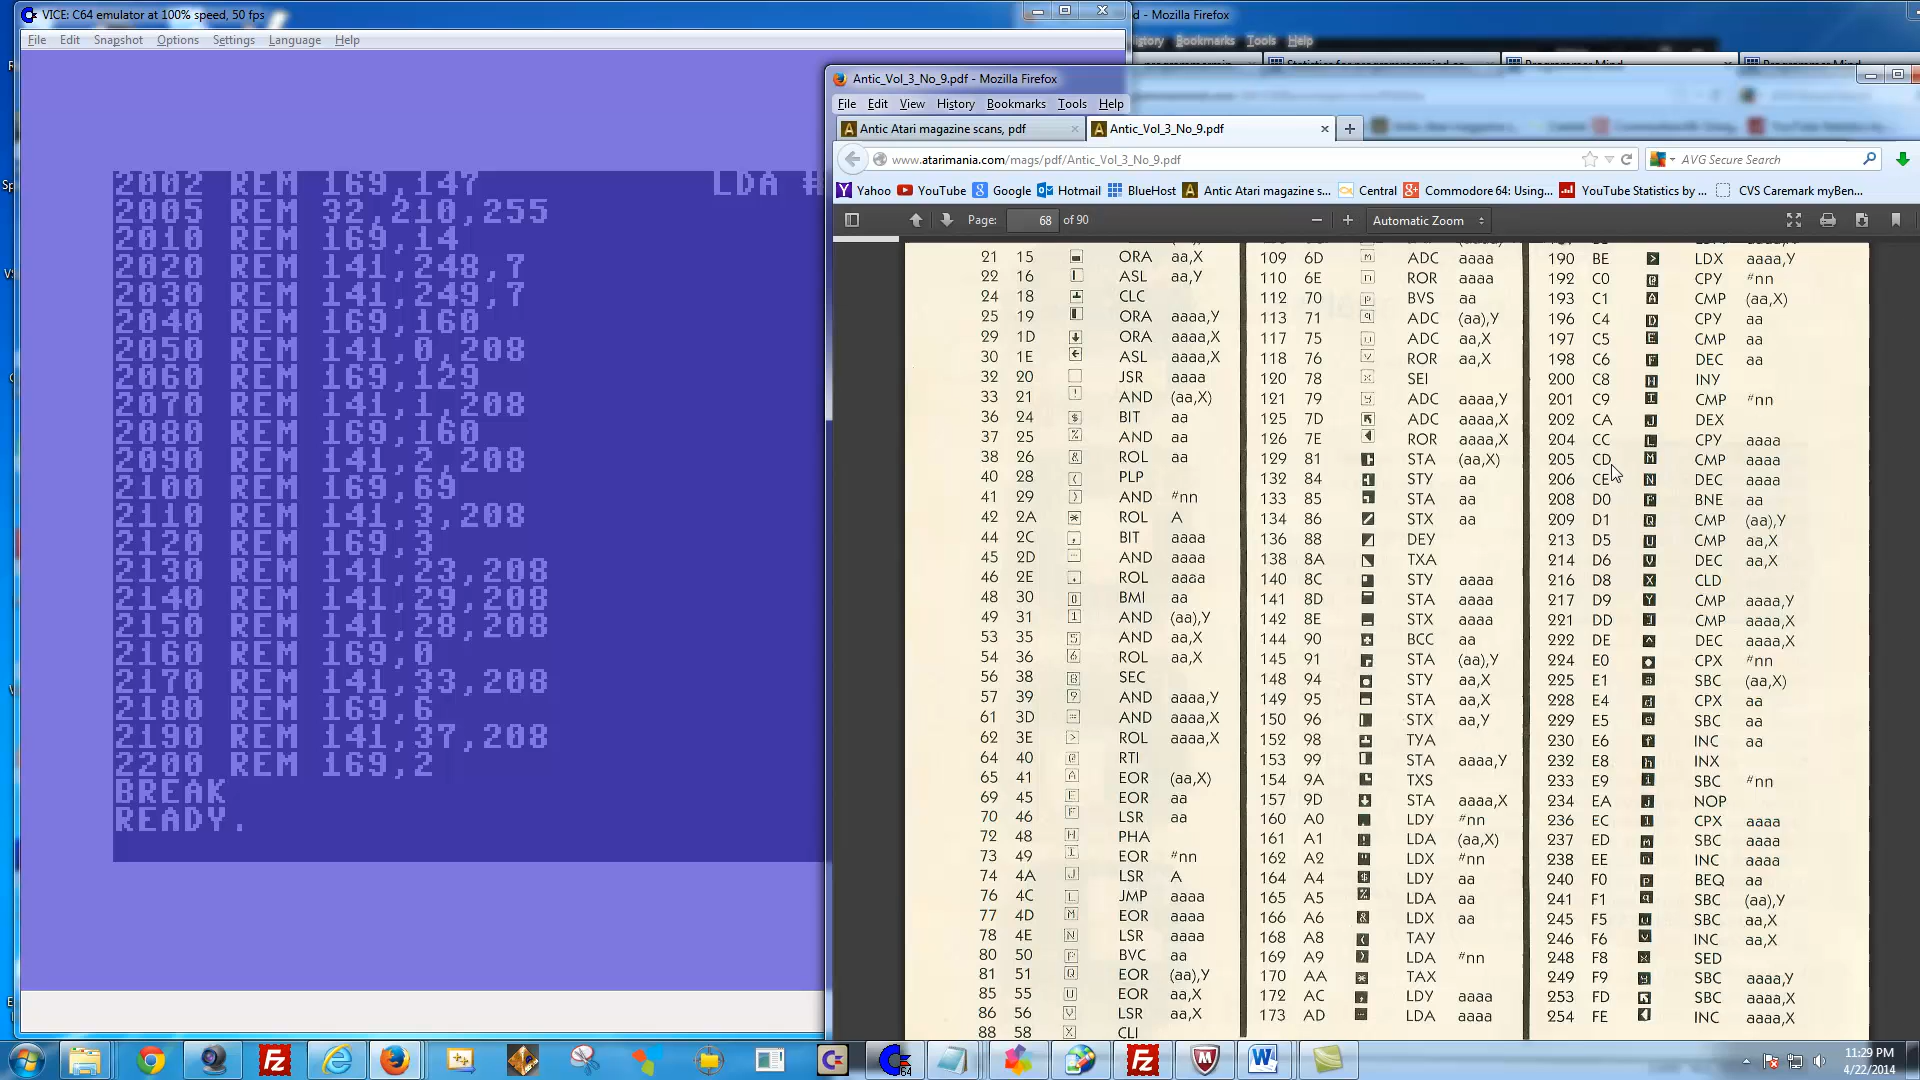 VICE: C64 emulator at 100% speed, 50 fps
File Edit Snapshot Options Settings Language Help
2002 REM 169,147 LDA #
2005 REM 32,210,255
2010 REM 169,14
2020 REM 141,248,7
2030 REM 141,249,7
2040 REM 169,160
2050 REM 141,0,208
2060 REM 169,129
2070 REM 141,1,208
2080 REM 169,160
2090 REM 141,2,208
2100 REM 169,69
2110 REM 141,3,208
2120 REM 169,3
2130 REM 141,23,208
2140 REM 141,29,208
2150 REM 141,28,208
2160 REM 169,0
2170 REM 141,33,208
2180 REM 169,6
2190 REM 141,37,208
2200 REM 169,2
BREAK
READY.
d - Mozilla Firefox
Bookmarks Tools Help
Antic_Vol_3_No_9.pdf - Mozilla Firefox
File Edit View History Bookmarks Tools Help
Antic Atari magazine scans, pdf
Antic_Vol_3_No_9.pdf
www.atarimania.com/mags/pdf/Antic_Vol_3_No_9.pdf
AVG Secure Search
Yahoo YouTube Google Hotmail BlueHost Antic Atari magazine s... Central Commodore 64: Using... YouTube Statistics by ... CVS Caremark myBen...
Page: 68 of 90
Automatic Zoom
21 15 ORA aa,X
22 16 ASL aa,y
24 18 CLC
25 19 ORA aaaa,Y
29 1D ORA aaaa,X
30 1E ASL aaaa,X
32 20 JSR aaaa
33 21 ! AND (aa,X)
36 24 $ BIT aa
37 25 % AND aa
38 26 & ROL aa
40 28 ( PLP
41 29 ) AND #nn
42 2A * ROL A
44 2C , BIT aaaa
45 2D AND aaaa
46 2E . ROL aaaa
48 30 0 BMI aa
49 31 1 AND (aa),Y
53 35 5 AND aa,X
54 36 6 ROL aa,X
56 38 8 SEC
57 39 9 AND aaaa,Y
61 3D = AND aaaa,X
62 3E > ROL aaaa,X
64 40 @ RTI
65 41 A EOR (aa,X)
69 45 E EOR aa
70 46 F LSR aa
72 48 H PHA
73 49 I EOR #nn
74 4A J LSR A
76 4C L JMP aaaa
77 4D M EOR aaaa
78 4E N LSR aaaa
80 50 P BVC aa
81 51 Q EOR (aa),Y
85 55 U EOR aa,X
86 56 V LSR aa,X
88 58 X CLI
109 6D m ADC aaaa
110 6E n ROR aaaa
112 70 p BVS aa
113 71 q ADC (aa),Y
117 75 u ADC aa,X
118 76 v ROR aa,X
120 78 x SEI
121 79 y ADC aaaa,Y
125 7D ADC aaaa,X
126 7E ROR aaaa,X
129 81 STA (aa,X)
132 84 STY aa
133 85 STA aa
134 86 STX aa
136 88 DEY
138 8A TXA
140 8C STY aaaa
141 8D STA aaaa
142 8E STX aaaa
144 90 BCC aa
145 91 STA (aa),Y
148 94 STY aa,X
149 95 STA aa,X
150 96 STX aa,Y
152 98 TYA
153 99 STA aaaa,Y
154 9A TXS
157 9D STA aaaa,X
160 A0 LDY #nn
161 A1 ! LDA (aa,X)
162 A2 " LDX #nn
164 A4 $ LDY aa
165 A5 % LDA aa
166 A6 & LDX aa
168 A8 ( TAY
169 A9 ) LDA #nn
170 AA * TAX
172 AC , LDY aaaa
173 AD LDA aaaa
190 BE > LDX aaaa,Y
192 C0 @ CPY #nn
193 C1 A CMP (aa,X)
196 C4 D CPY aa
197 C5 E CMP aa
198 C6 F DEC aa
200 C8 H INY
201 C9 I CMP #nn
202 CA J DEX
204 CC L CPY aaaa
205 CD M CMP aaaa
206 CE N DEC aaaa
208 D0 P BNE aa
209 D1 Q CMP (aa),Y
213 D5 U CMP aa,X
214 D6 V DEC aa,X
216 D8 X CLD
217 D9 Y CMP aaaa,Y
221 DD ] CMP aaaa,X
222 DE ^ DEC aaaa,X
224 E0 CPX #nn
225 E1 a SBC (aa,X)
228 E4 d CPX aa
229 E5 e SBC aa
230 E6 f INC aa
232 E8 h INX
233 E9 i SBC #nn
234 EA j NOP
236 EC l CPX aaaa
237 ED m SBC aaaa
238 EE n INC aaaa
240 F0 p BEQ aa
241 F1 q SBC (aa),Y
245 F5 u SBC aa,X
246 F6 v INC aa,X
248 F8 x SED
249 F9 y SBC aaaa,Y
253 FD SBC aaaa,X
254 FE INC aaaa,X
11:29 PM
4/22/2014